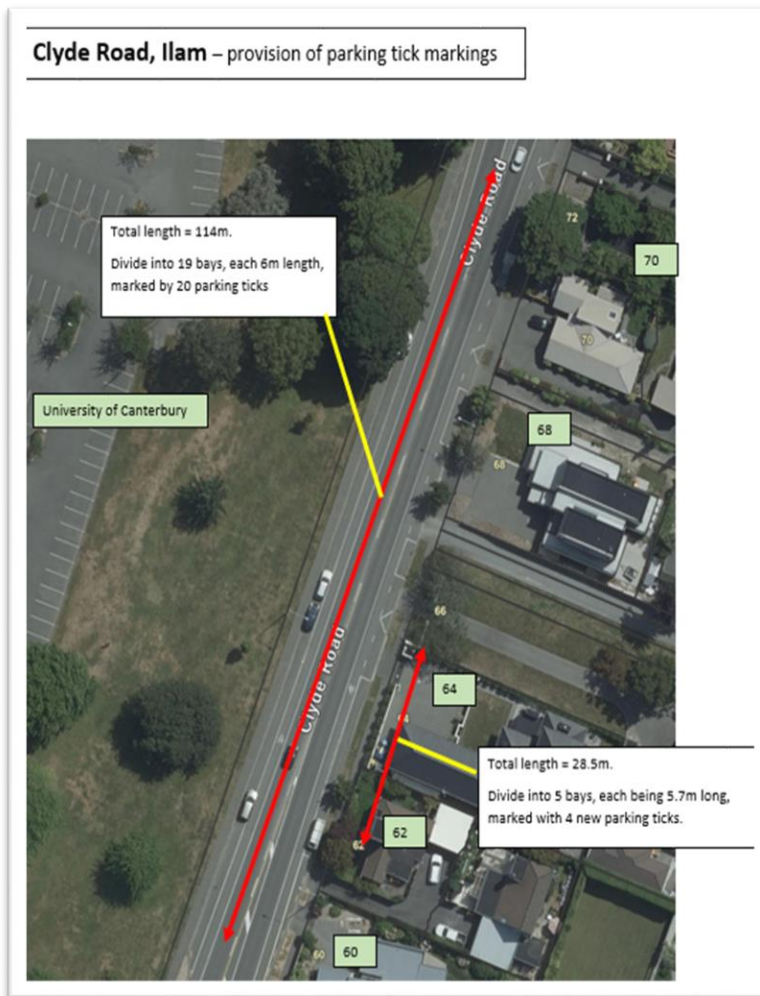 Clyde Road, Ilam – provision of parking tick markings
Clyde Road
72
Total length = 114m.
Divide into 19 bays, each 6m length,
marked by 20 parking ticks
70
70
University of Canterbury
68
68
66
Clyde Road
64
64
Total length = 28.5m.
Divide into 5 bays, each being 5.7m long,
marked with 4 new parking ticks.
62
62
60
60